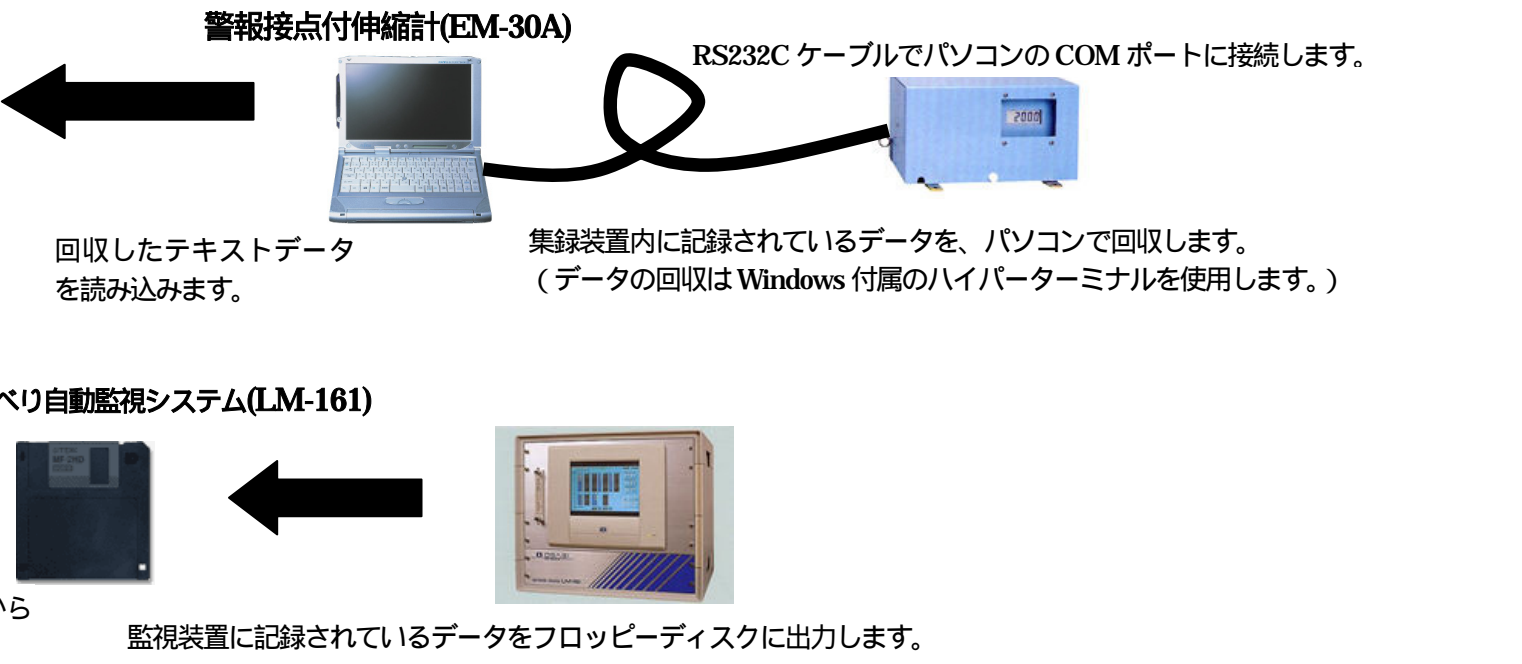 警報接点付伸縮計(EM-30A)
RS232C ケーブルでパソコンの COM ポートに接続します。
2000
回収したテキストデータ
を読み込みます。
集録装置内に記録されているデータを、パソコンで回収します。
（データの回収は Windows 付属のハイパーターミナルを使用します。）
べり自動監視システム(LM-161)
MF 2HD
から
監視装置に記録されているデータをフロッピーディスクに出力します。